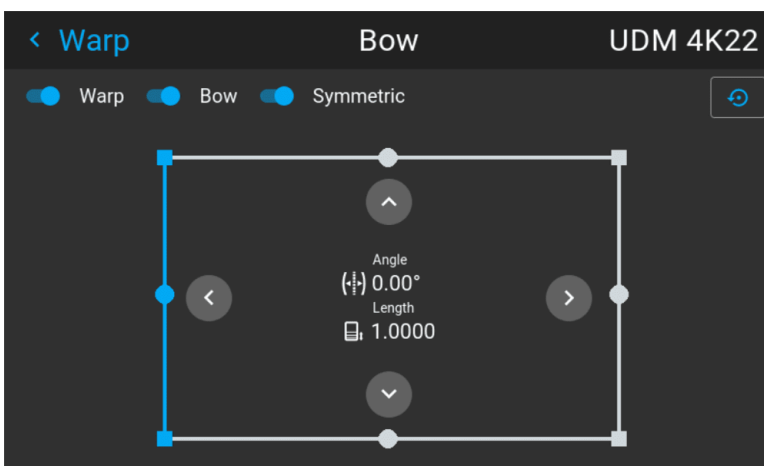 Warp Bow UDM 4K22
Warp Bow Symmetric
Angle
0.00°
Length
1.0000